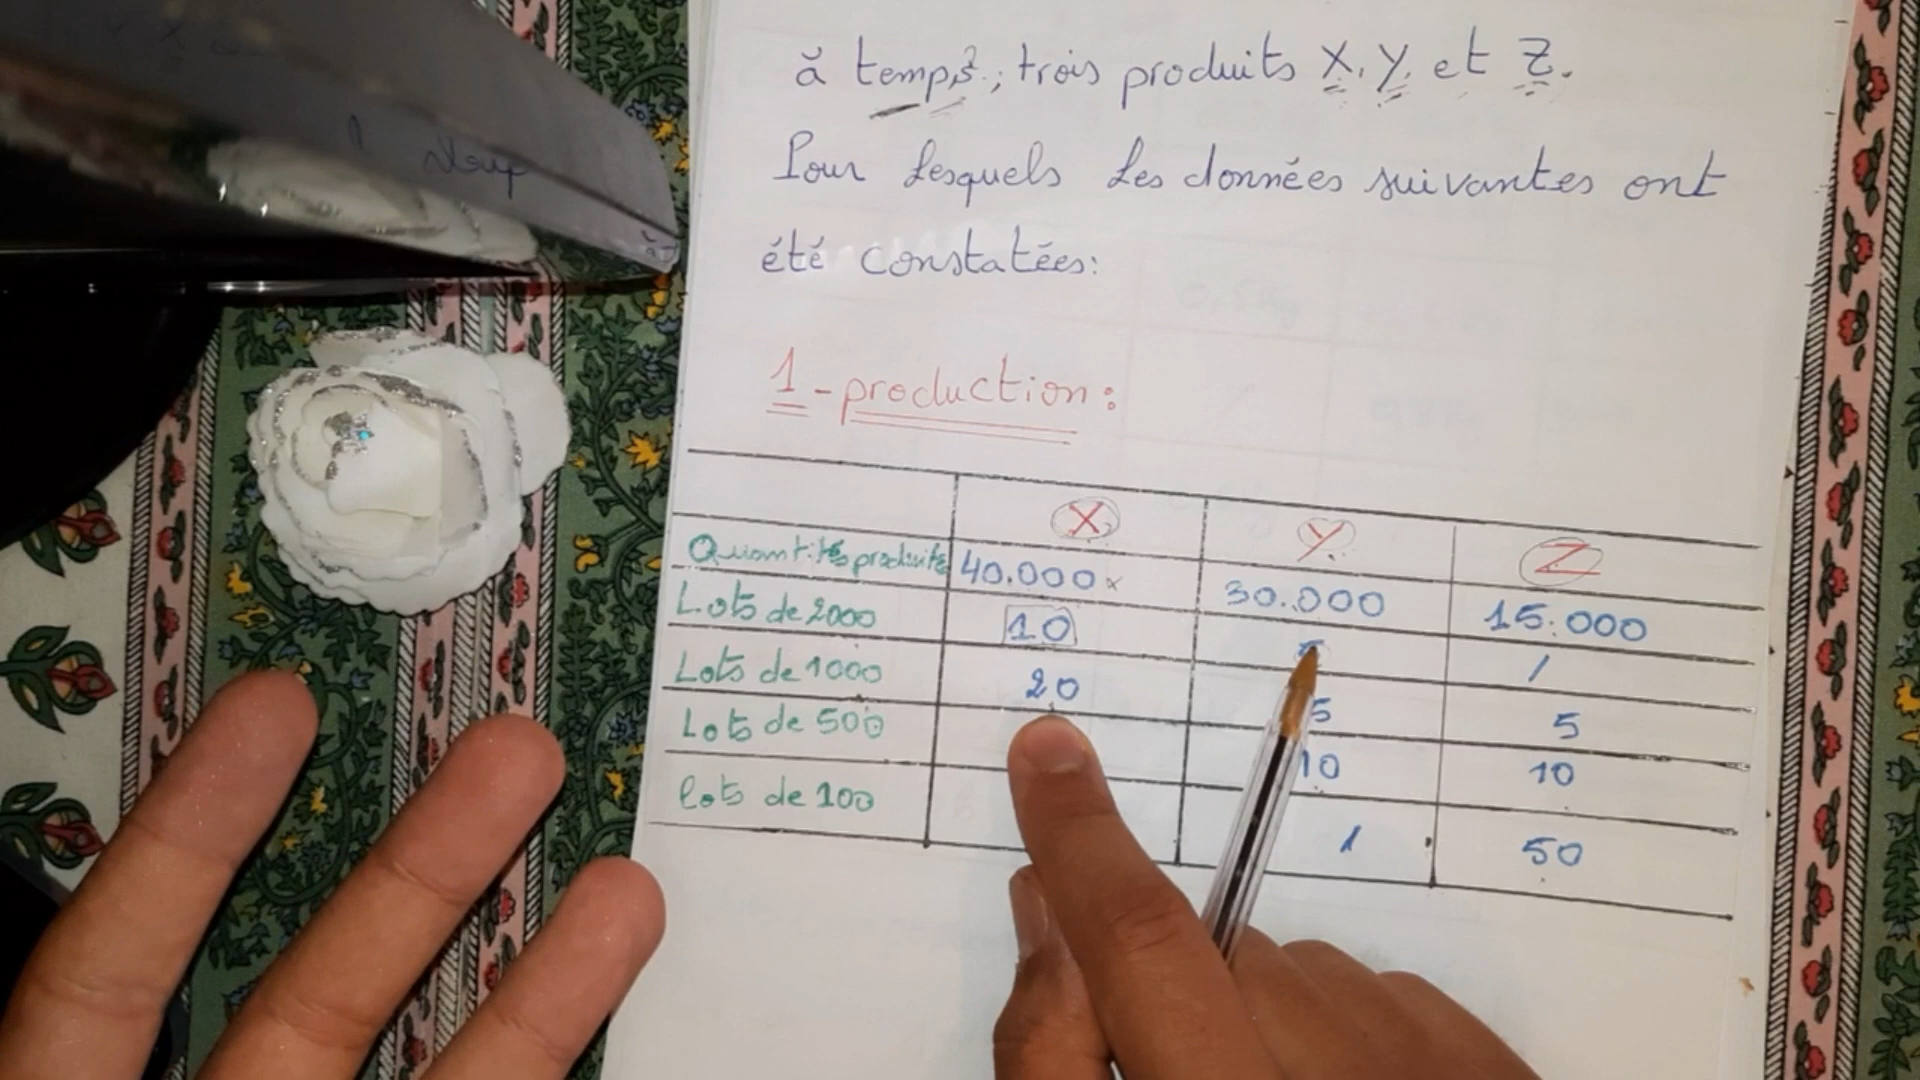 à temps, trois produits X, Y, et Z.
Pour lesquels les données suivantes ont
été constatées:
1-production:
X Y Z
Quantités produites 40.000 30.000 15.000
Lots de 2000 10 /
Lots de 1000 20 5 5
Lots de 500 10 10
lots de 100 / 50